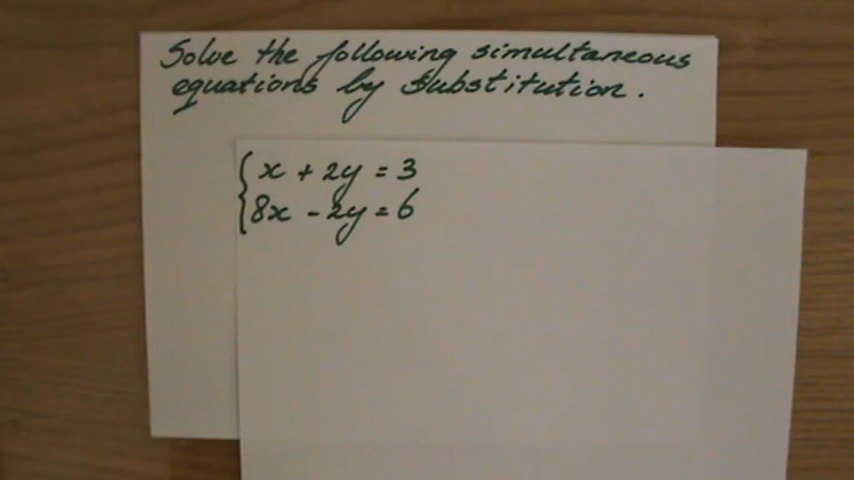 Solve the following simultaneous
equations by substitution.
x + 2y = 3
8x - 2y = 6